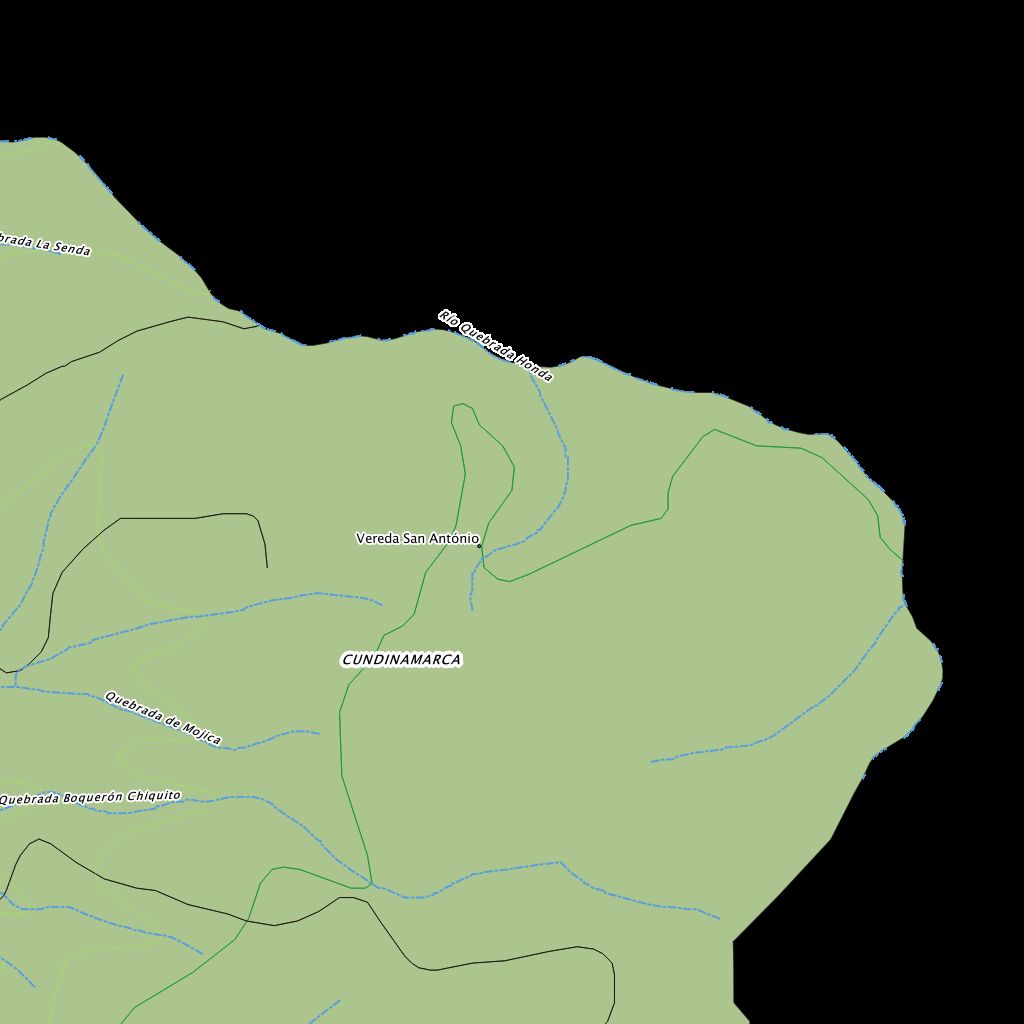 brada La Senda
Río Quebrada Honda
Vereda San António
CUNDINAMARCA
Quebrada de Mojica
Quebrada Boquerón Chiquito